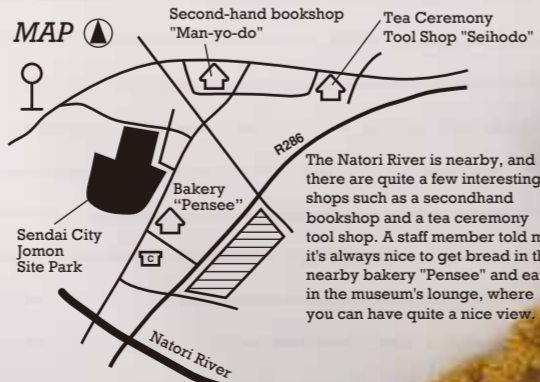 MAP
Second-hand bookshop
"Man-yo-do"
Tea Ceremony
Tool Shop "Seihodo"
R286
Bakery
"Pensee"
Sendai City
Jomon
Site Park
C
Natori River
The Natori River is nearby, and
there are quite a few interesting
shops such as a secondhand
bookshop and a tea ceremony
tool shop. A staff member told m
it's always nice to get bread in th
nearby bakery "Pensee" and ea
in the museum's lounge, where
you can have quite a nice view.